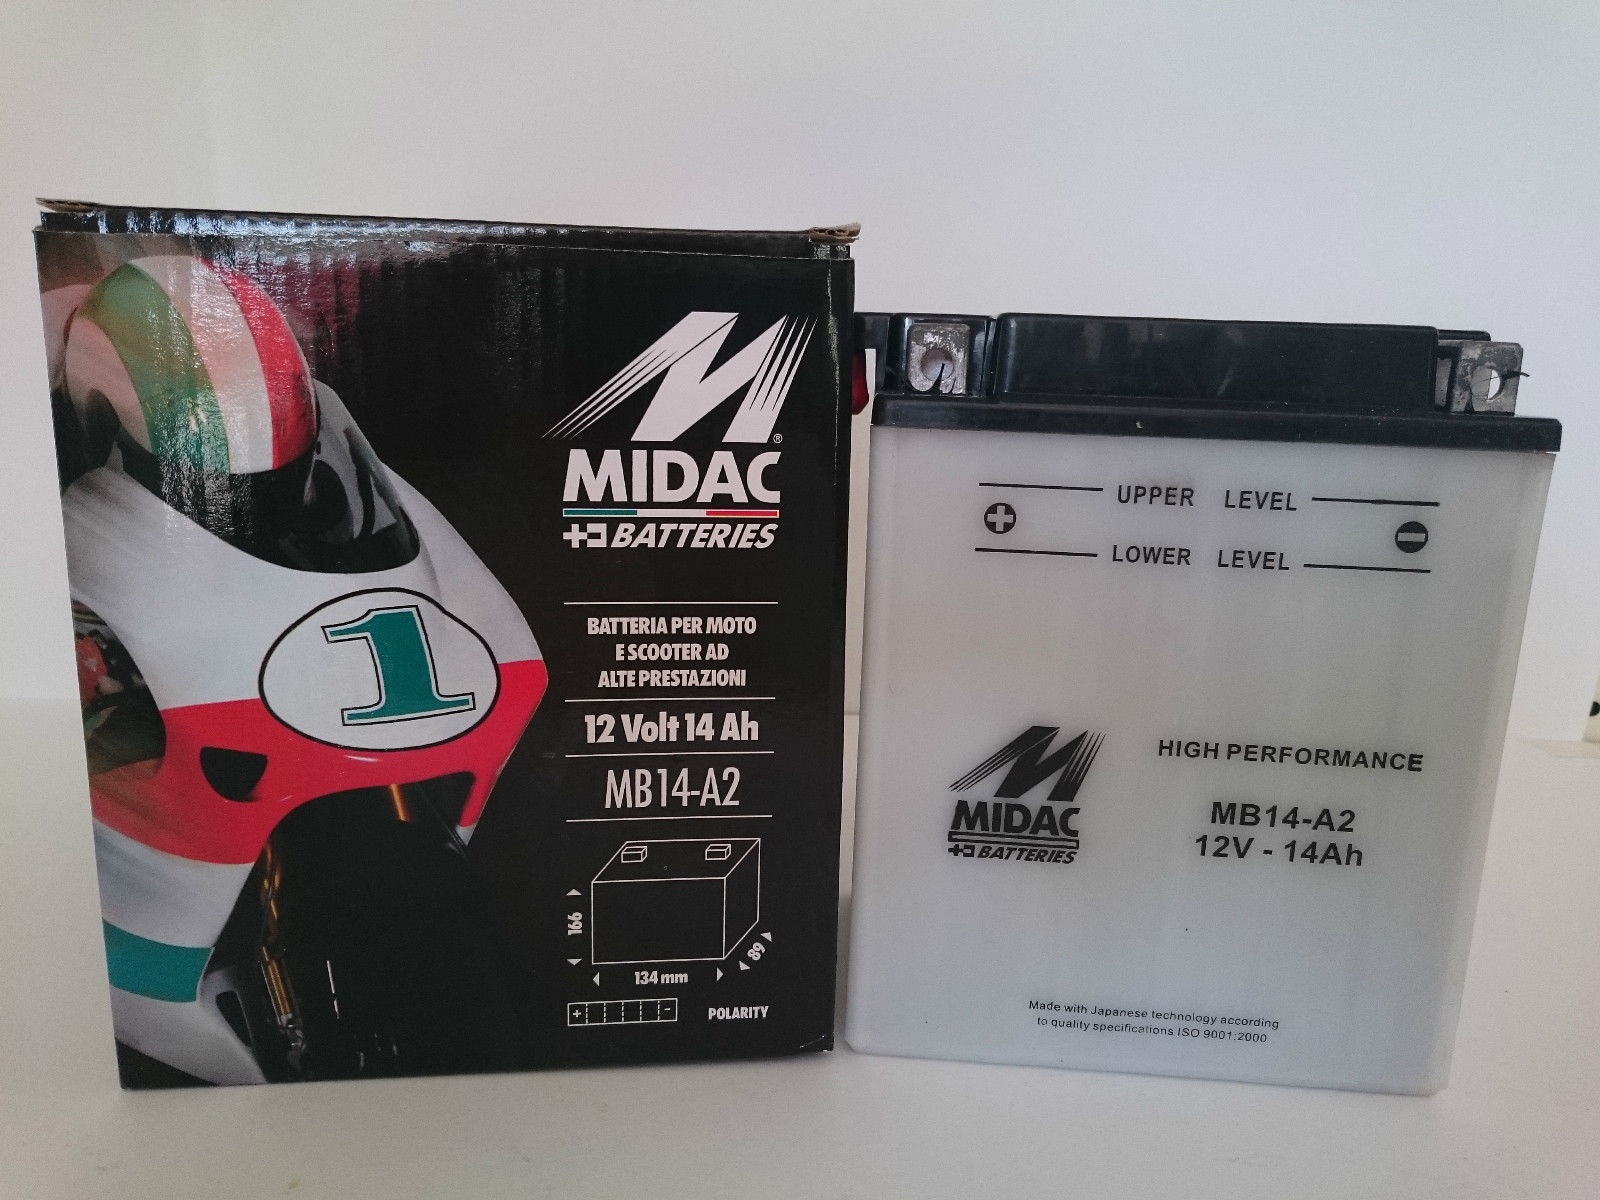 MIDAC
BATTERIES
BATTERIA PER MOTO
E SCOOTER AD
ALTE PRESTAZIONI
12 Volt 14 Ah
MB14-A2
166
134 mm
89
+ -
POLARITY
1
UPPER LEVEL
+ -
LOWER LEVEL
MIDAC
BATTERIES
HIGH PERFORMANCE
MB14-A2
12V - 14Ah
Made with Japanese technology according
to quality specifications ISO 9001:2000